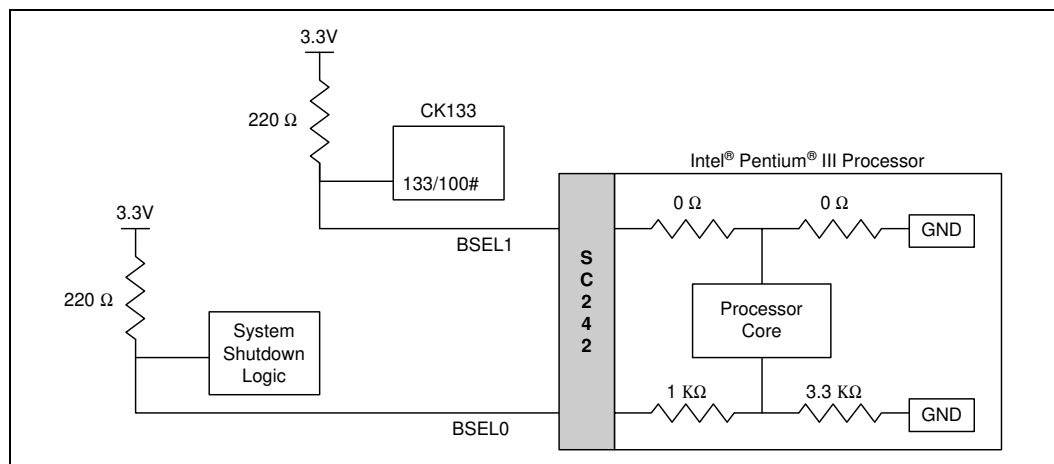 3.3V
220 Ω
CK133
133/100#
Intel® Pentium® III Processor
3.3V
BSEL1
0 Ω
0 Ω
GND
S
C
2
4
2
220 Ω
System
Shutdown
Logic
Processor
Core
BSEL0
1 KΩ
3.3 KΩ
GND